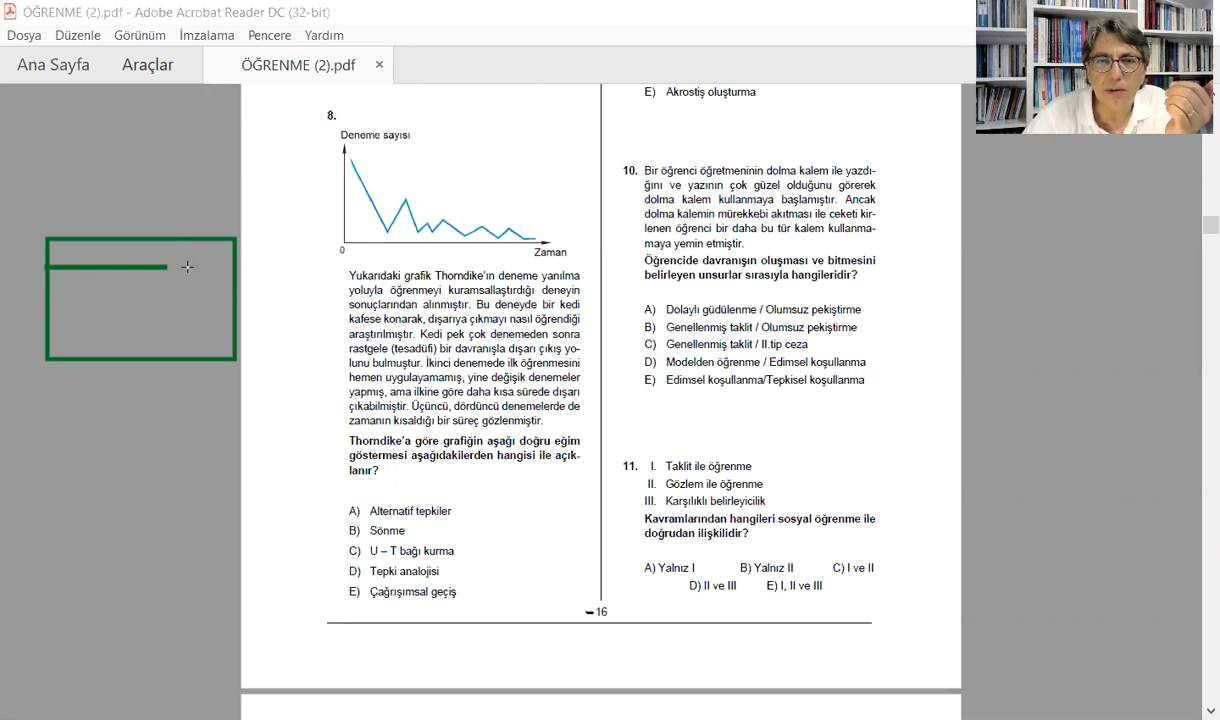 ÖĞRENME (2).pdf - Adobe Acrobat Reader DC (32-bit)
Dosya Düzenle Görünüm İmzalama Pencere Yardım
Ana Sayfa Araçlar ÖĞRENME (2).pdf ×
8.
Deneme sayısı
0
Zaman
Yukarıdaki grafik Thorndike'ın deneme yanılma
yoluyla öğrenmeyi kuramsallaştırdığı deneyin
sonuçlarından alınmıştır. Bu deneyde bir kedi
kafese konarak, dışarıya çıkmayı nasıl öğrendiği
araştırılmıştır. Kedi pek çok denemeden sonra
rastgele (tesadüfi) bir davranışla dışarı çıkış yo-
lunu bulmuştur. İkinci denemede ilk öğrenmesini
hemen uygulayamamış, yine değişik denemeler
yapmış, ama ilkine göre daha kısa sürede dışarı
çıkabilmiştir. Üçüncü, dördüncü denemelerde de
zamanın kısaldığı bir süreç gözlenmiştir.
Thorndike'a göre grafiğin aşağı doğru eğim
göstermesi aşağıdakilerden hangisi ile açık-
lanır?
A) Alternatif tepkiler
B) Sönme
C) U – T bağı kurma
D) Tepki analojisi
E) Çağrışımsal geçiş
E) Akrostiş oluşturma
10. Bir öğrenci öğretmeninin dolma kalem ile yazdı-
ğını ve yazının çok güzel olduğunu görerek
dolma kalem kullanmaya başlamıştır. Ancak
dolma kalemin mürekkebi akıtması ile ceketi kir-
lenen öğrenci bir daha bu tür kalem kullanma-
maya yemin etmiştir.
Öğrencide davranışın oluşması ve bitmesini
belirleyen unsurlar sırasıyla hangileridir?
A) Dolaylı güdülenme / Olumsuz pekiştirme
B) Genellenmiş taklit / Olumsuz pekiştirme
C) Genellenmiş taklit / II.tip ceza
D) Modelden öğrenme / Edimsel koşullanma
E) Edimsel koşullanma/Tepkisel koşullanma
11. I. Taklit ile öğrenme
II. Gözlem ile öğrenme
III. Karşılıklı belirleyicilik
Kavramlarından hangileri sosyal öğrenme ile
doğrudan ilişkilidir?
A) Yalnız I B) Yalnız II C) I ve II
D) II ve III E) I, II ve III
16